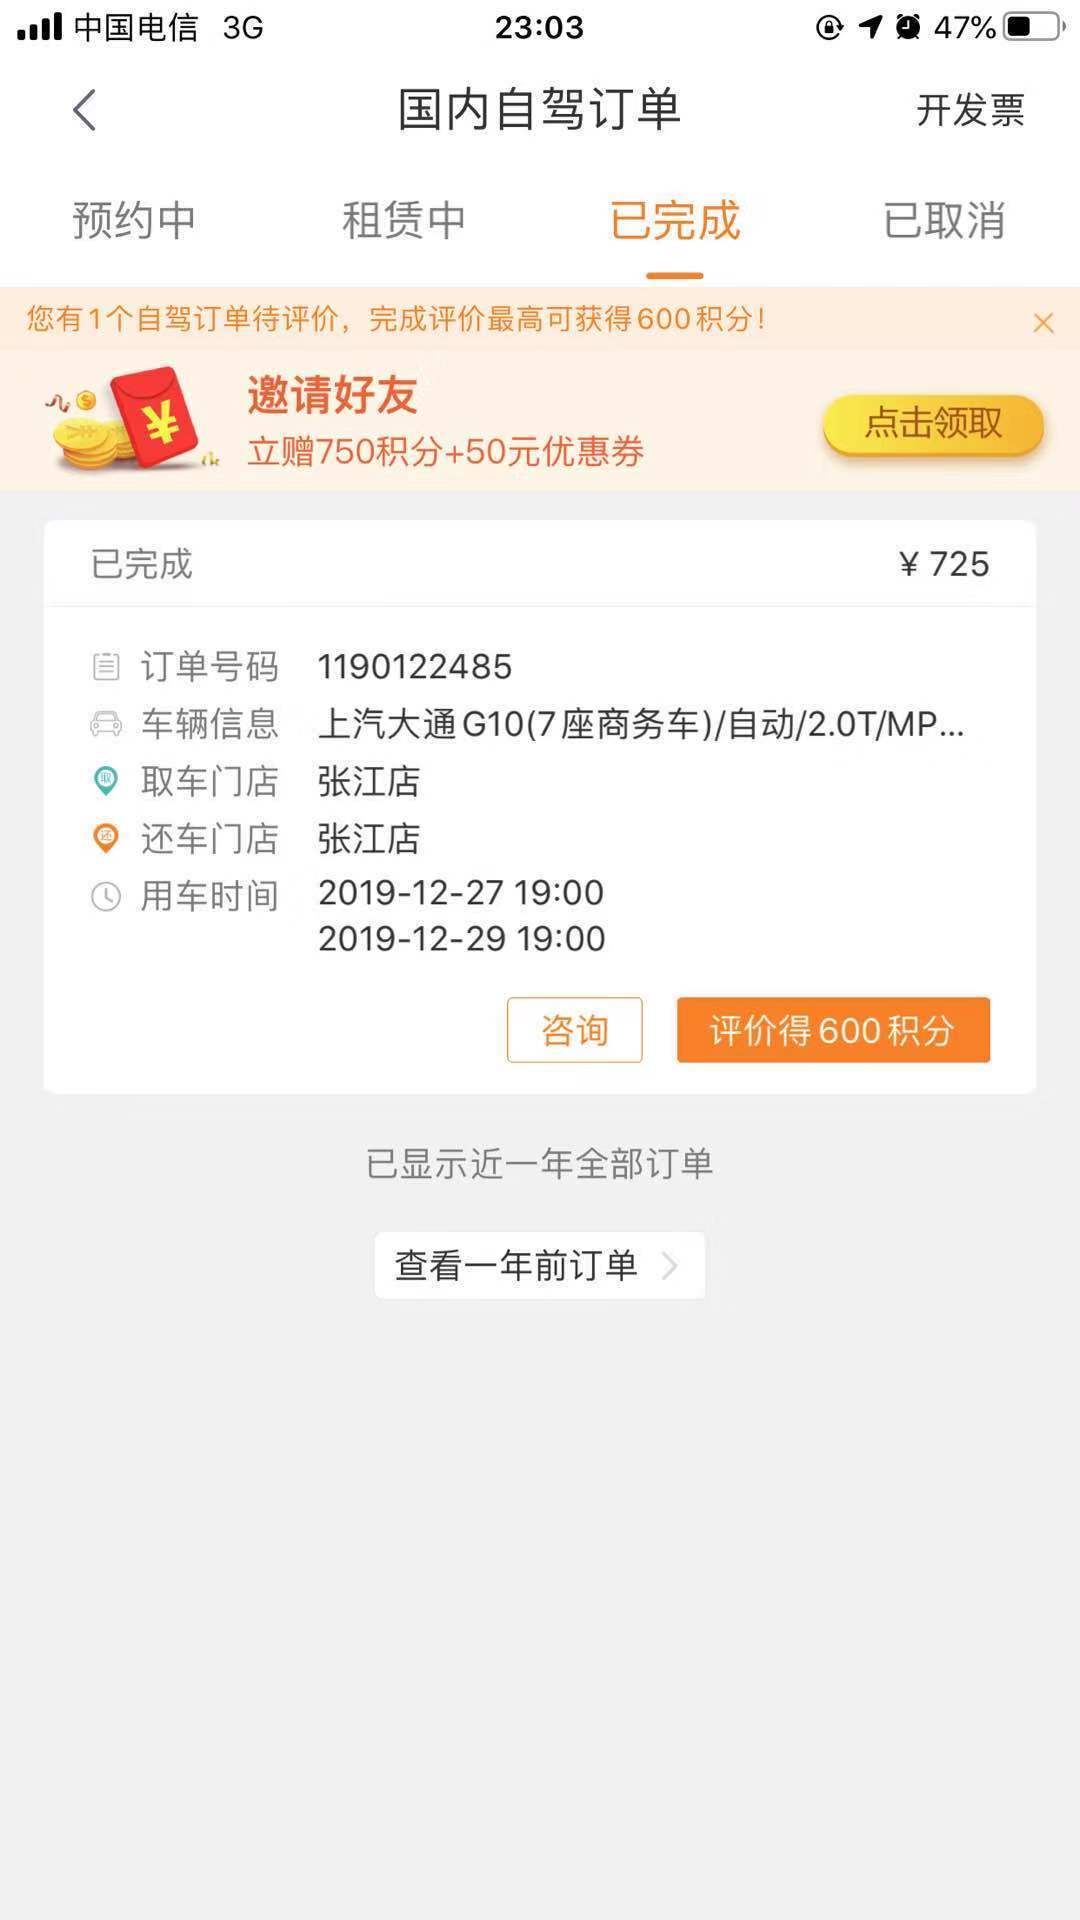 中国电信 3G 23:03 47%
国内自驾订单 开发票
预约中 租赁中 已完成 已取消
您有1个自驾订单待评价，完成评价最高可获得600积分！
邀请好友
立赠750积分+50元优惠券
点击领取
已完成 ¥ 725
订单号码 1190122485
车辆信息 上汽大通G10(7座商务车)/自动/2.0T/MP...
取 取车门店 张江店
还 还车门店 张江店
用车时间 2019-12-27 19:00
2019-12-29 19:00
咨询 评价得600积分
已显示近一年全部订单
查看一年前订单